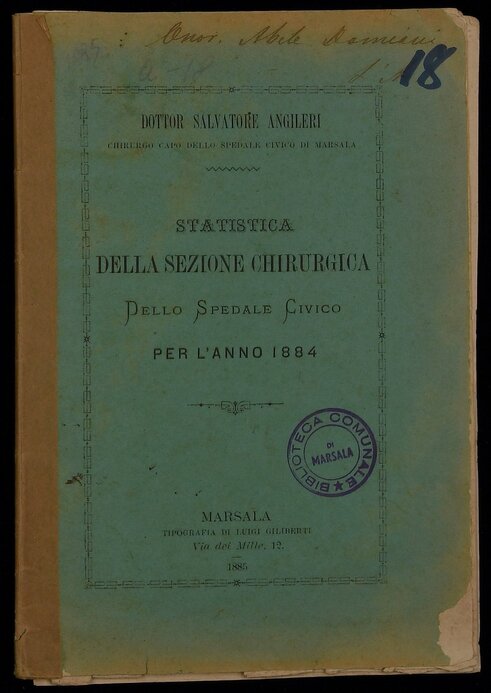 Onor. Abele Damiani
18
DOTTOR SALVATORE ANGILERI
CHIRURGO CAPO DELLO SPEDALE CIVICO DI MARSALA
STATISTICA
DELLA SEZIONE CHIRURGICA
DELLO SPEDALE CIVICO
PER L'ANNO 1884
BIBLIOTECA COMUNALE
DI
MARSALA
MARSALA
TIPOGRAFIA DI LUIGI GILIBERTI
Via dei Mille, 12.
1885